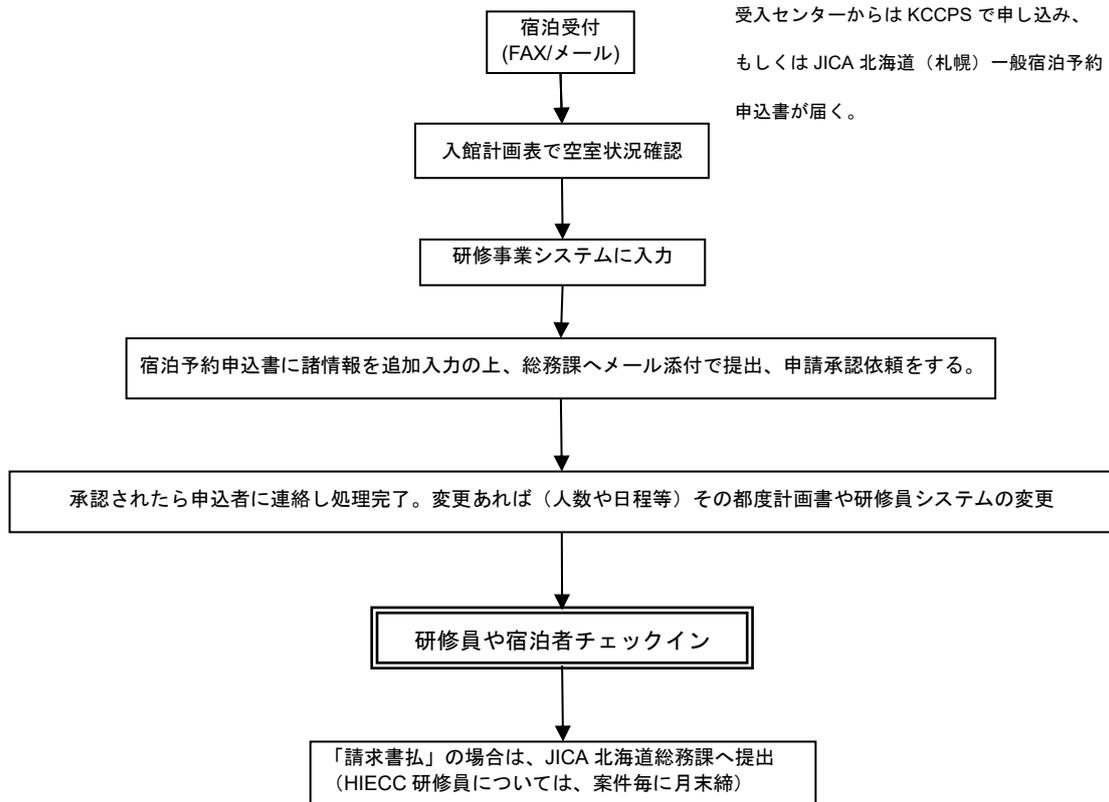 宿泊受付
(FAX/メール)
受入センターからは KCCPS で申し込み、
もしくは JICA 北海道（札幌）一般宿泊予約
申込書が届く。
入館計画表で空室状況確認
研修事業システムに入力
宿泊予約申込書に諸情報を追加入力の上、総務課へメール添付で提出、申請承認依頼をする。
承認されたら申込者に連絡し処理完了。変更あれば（人数や日程等）その都度計画書や研修員システムの変更
研修員や宿泊者チェックイン
「請求書払」の場合は、JICA 北海道総務課へ提出
（HIECC 研修員については、案件毎に月末締）